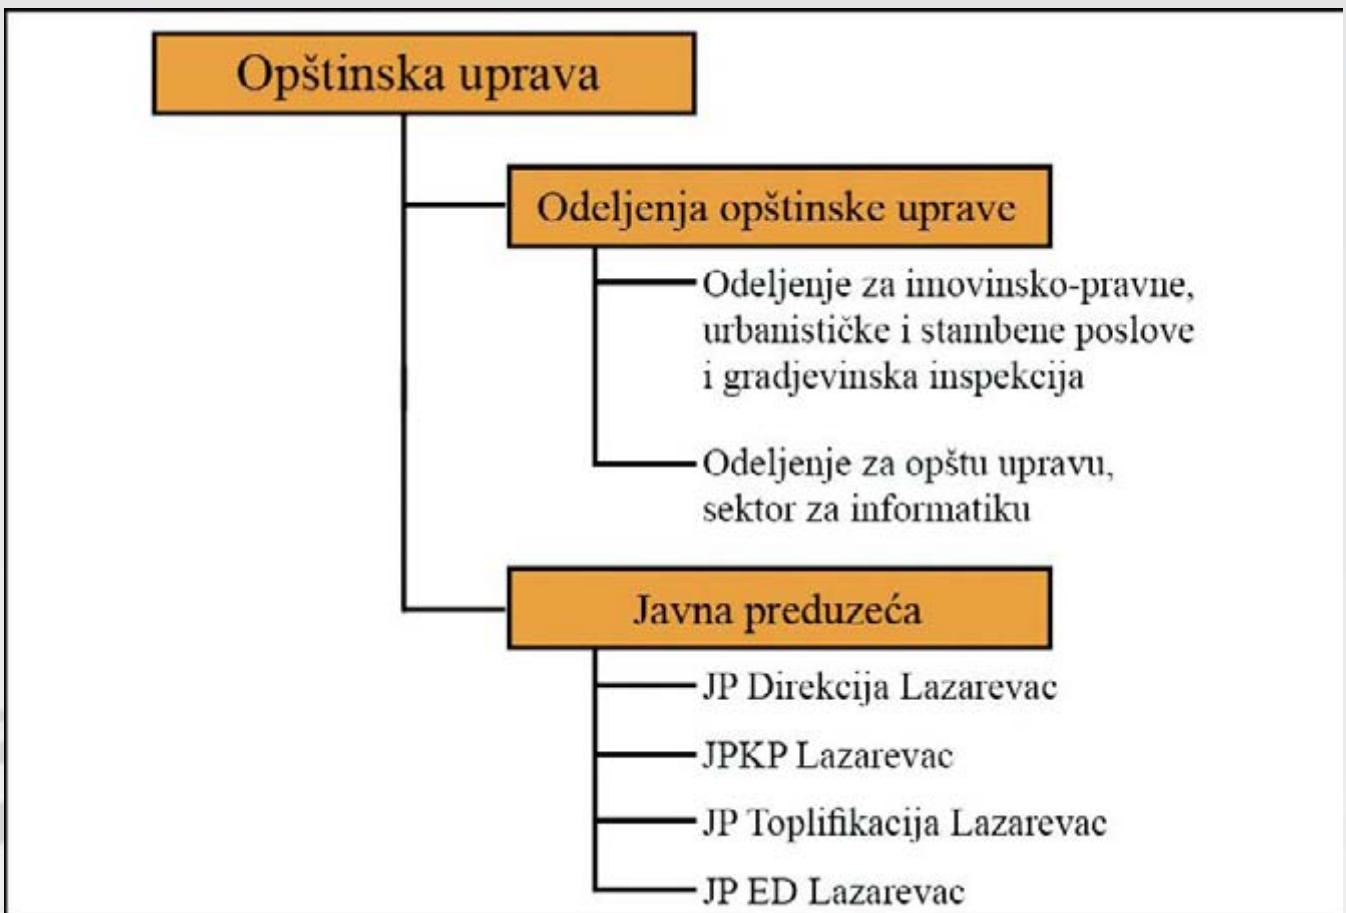 Opštinska uprava
Odeljenja opštinske uprave
Odeljenje za imovinsko-pravne,
urbanističke i stambene poslove
i gradjevinska inspekcija
Odeljenje za opštu upravu,
sektor za informatiku
Javna preduzeća
JP Direkcija Lazarevac
JPKP Lazarevac
JP Toplifikacija Lazarevac
JP ED Lazarevac